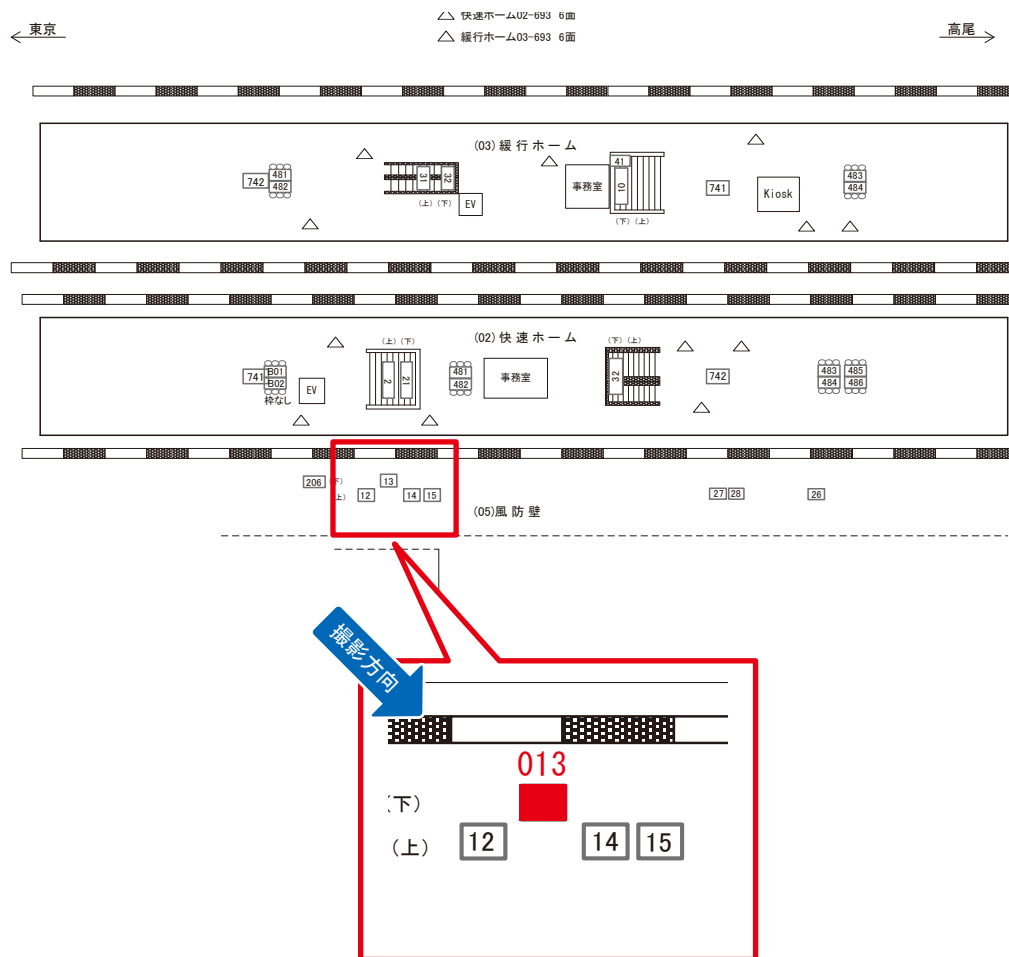 快速ホーム02-693 6面
東京
緩行ホーム03-693 6面
高尾
(03)緩行ホーム
41
481
742
482
31
32
事務室
10
741
Kiosk
483
484
(上)(下)
EV
(下)(上)
(02)快速ホーム
(上)(下)
(下)(上)
741
B01
B02
枠なし
EV
2
21
481
482
事務室
32
742
483
484
485
486
206
(下)
13
(上)
12
14
15
27
28
26
(05)風防壁
撮影方向
013
(下)
(上)
12
14
15